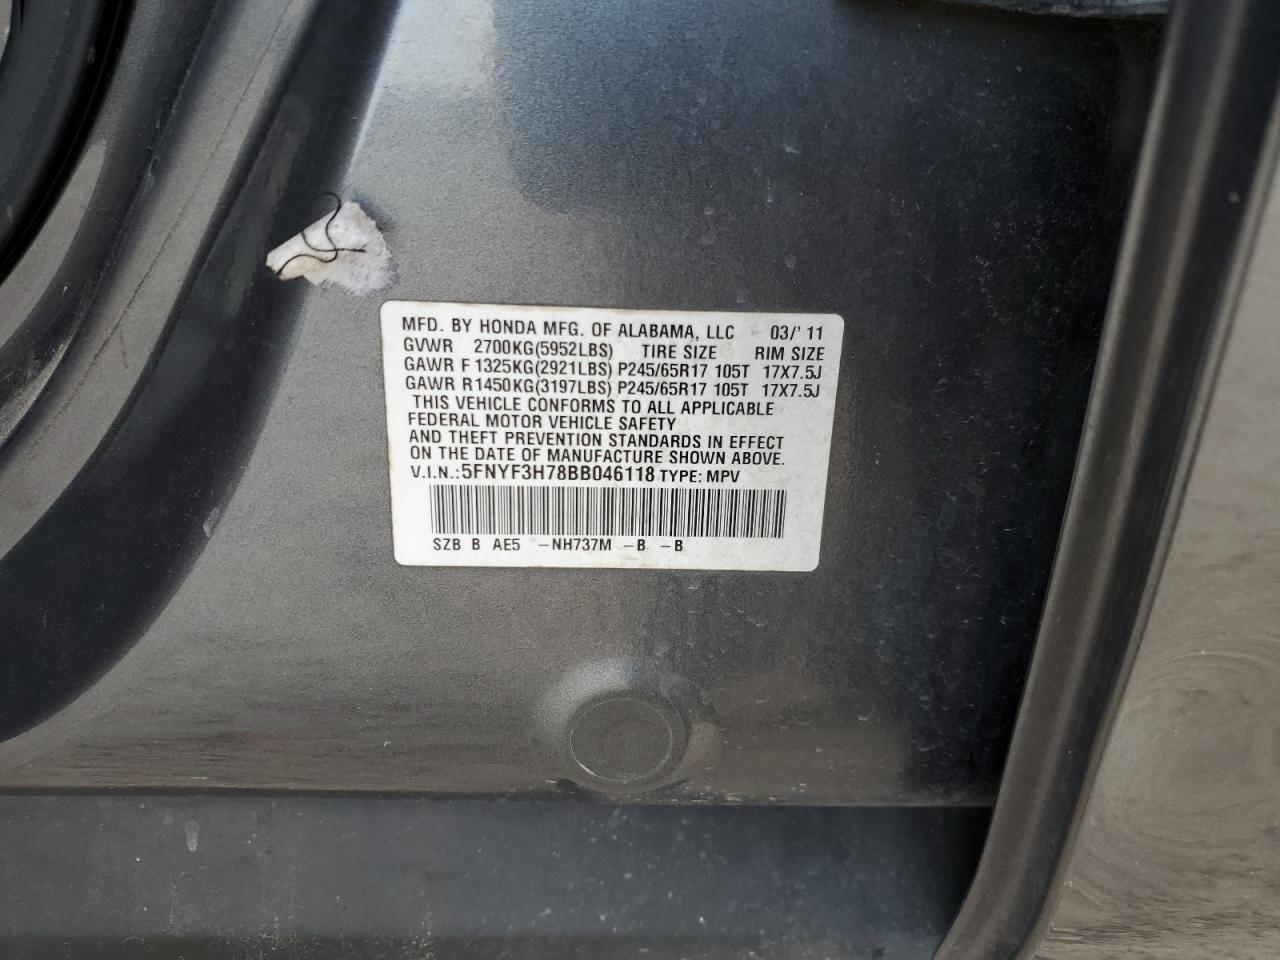 MFD. BY HONDA MFG. OF ALABAMA, LLC 03/'11
GVWR 2700KG(5952LBS) TIRE SIZE RIM SIZE
GAWR F 1325KG(2921LBS) P245/65R17 105T 17X7.5J
GAWR R1450KG(3197LBS) P245/65R17 105T 17X7.5J
THIS VEHICLE CONFORMS TO ALL APPLICABLE
FEDERAL MOTOR VEHICLE SAFETY
AND THEFT PREVENTION STANDARDS IN EFFECT
ON THE DATE OF MANUFACTURE SHOWN ABOVE.
V.I.N.:5FNYF3H78BB046118 TYPE: MPV
SZB B AE5 -NH737M -B -B